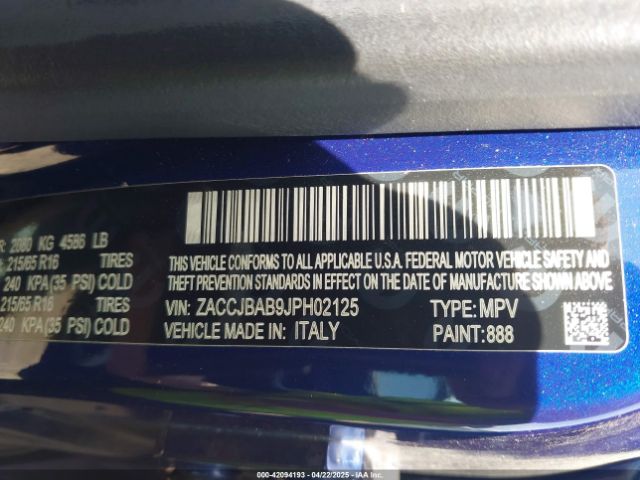 R: 2080 KG 4586 LB
215/65 R16 TIRES
240 KPA(35 PSI) COLD
215/65 R16 TIRES
240 KPA(35 PSI) COLD
THIS VEHICLE CONFORMS TO ALL APPLICABLE U.S.A. FEDERAL MOTOR VEHICLE SAFETY AND
THEFT PREVENTION STANDARDS IN EFFECT ON THE DATE OF MANUFACTURE SHOWN ABOVE.
VIN: ZACCJBAB9JPH02125 TYPE: MPV
VEHICLE MADE IN: ITALY PAINT:888
000-42094193 - 04/22/2025 - IAA Inc.